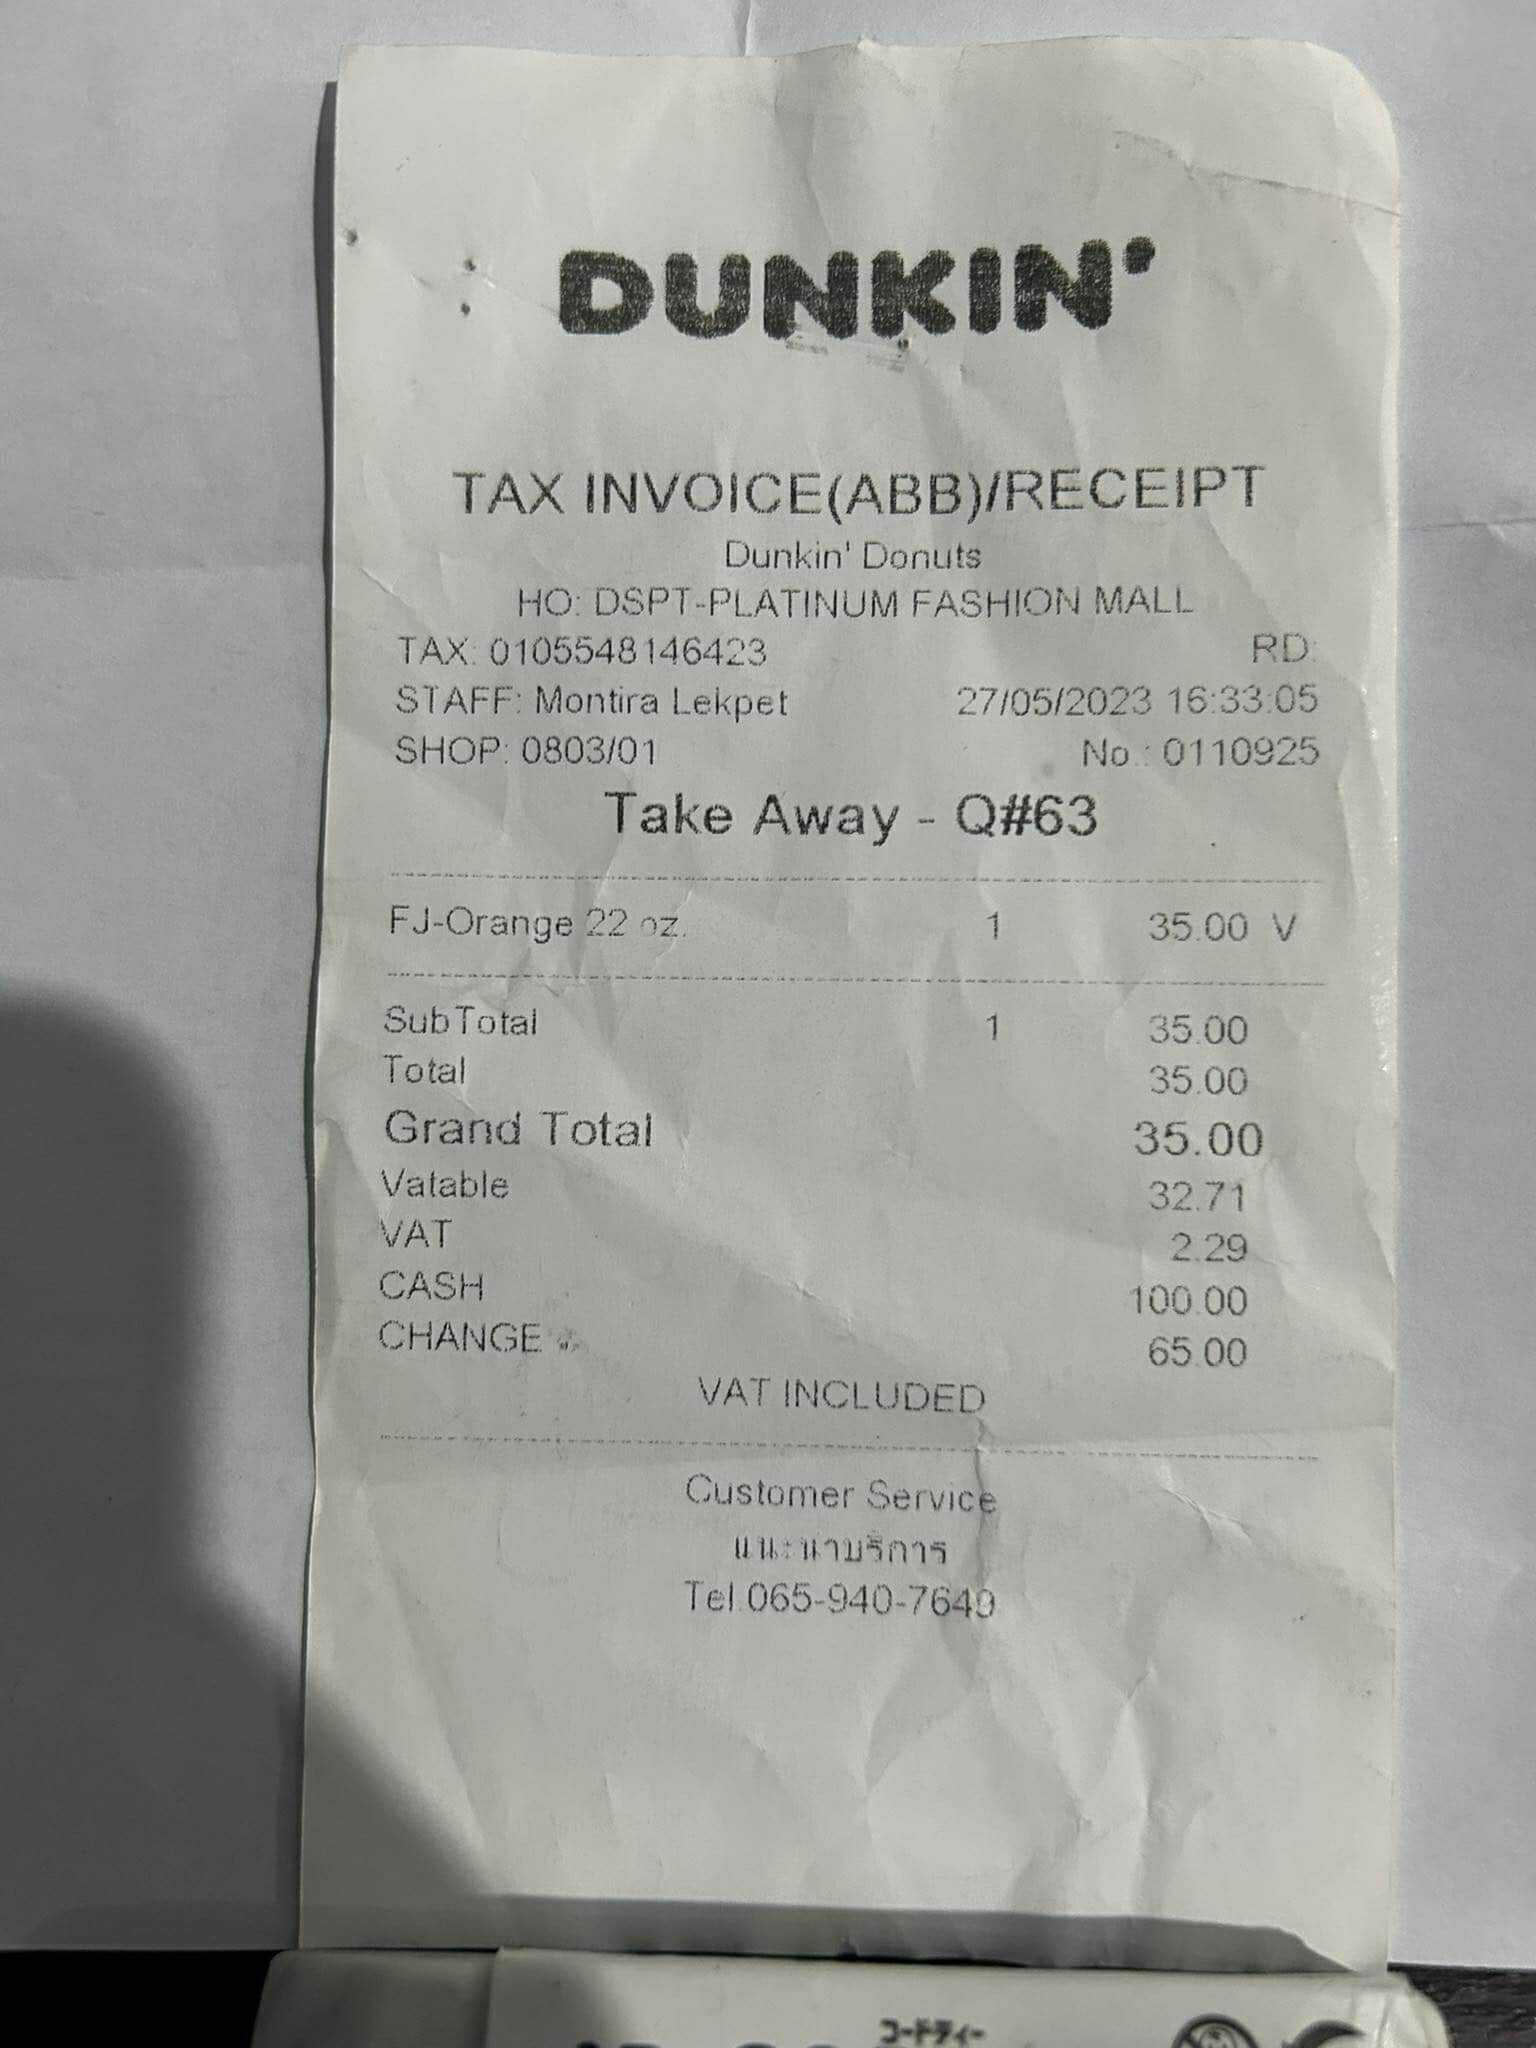 DUNKIN'
TAX INVOICE(ABB)/RECEIPT
Dunkin' Donuts
HO: DSPT-PLATINUM FASHION MALL
TAX: 0105548146423 RD:
STAFF: Montira Lekpet 27/05/2023 16:33:05
SHOP: 0803/01 No.: 0110925
Take Away - Q#63
FJ-Orange 22 oz. 1 35.00 V
SubTotal 1 35.00
Total 35.00
Grand Total 35.00
Vatable 32.71
VAT 2.29
CASH 100.00
CHANGE 65.00
VAT INCLUDED
Customer Service
แนะนำบริการ
Tel.065-940-7649
コードティー